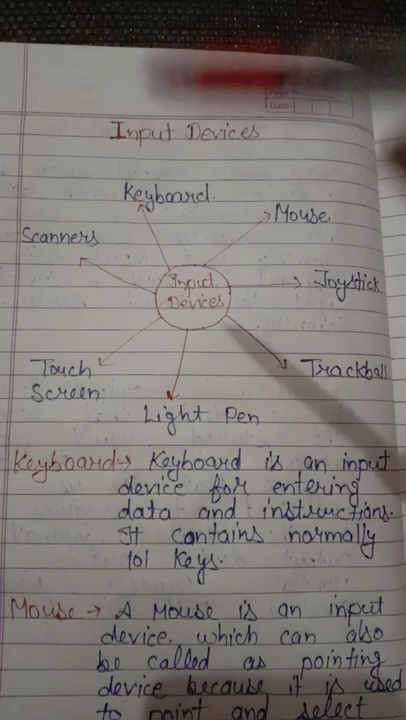 Date
Input Devices
Keyboard
Mouse
Scanners
Input
Devices
Joystick
Touch
Screen
Trackball
Light Pen
Keyboard → Keyboard is an input
device for entering
data and instructions.
It contains normally
101 Keys.
Mouse → A Mouse is an input
device, which can also
be called as pointing
device because it is used
to point and select